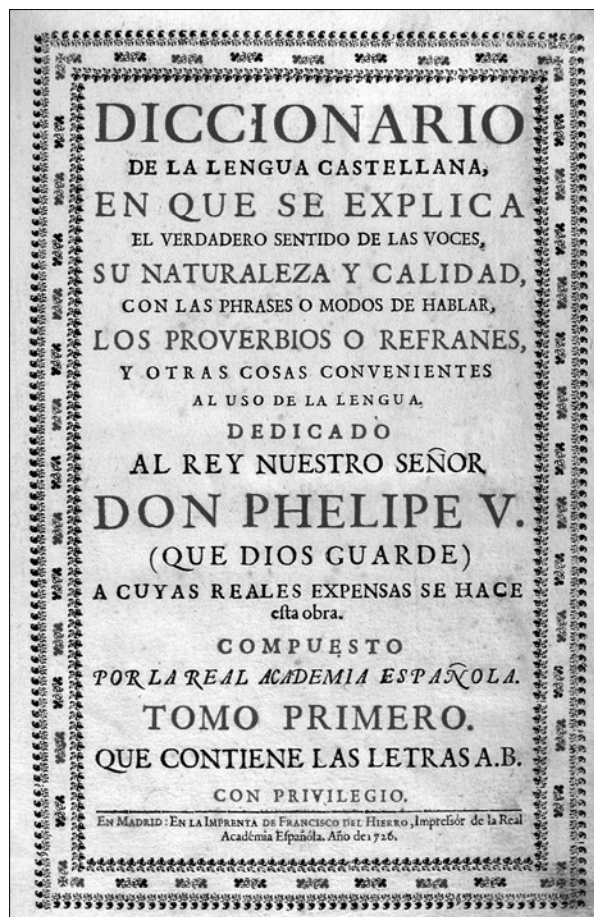 DICCIONARIO
DE LA LENGUA CASTELLANA,
EN QUE SE EXPLICA
EL VERDADERO SENTIDO DE LAS VOCES,
SU NATURALEZA Y CALIDAD,
CON LAS PHRASES O MODOS DE HABLAR,
LOS PROVERBIOS O REFRANES,
Y OTRAS COSAS CONVENIENTES
AL USO DE LA LENGUA.
DEDICADO
AL REY NUESTRO SEÑOR
DON PHELIPE V.
(QUE DIOS GUARDE)
A CUYAS REALES EXPENSAS SE HACE
eſta obra.
COMPUESTO
POR LA REAL ACADEMIA ESPAÑOLA.
TOMO PRIMERO.
QUE CONTIENE LAS LETRAS A.B.
CON PRIVILEGIO.
EN MADRID: EN LA IMPRENTA DE FRANCISCO DEL HIERRO, Impreſsór de la Real
Académia Eſpañóla. Año de 1726.